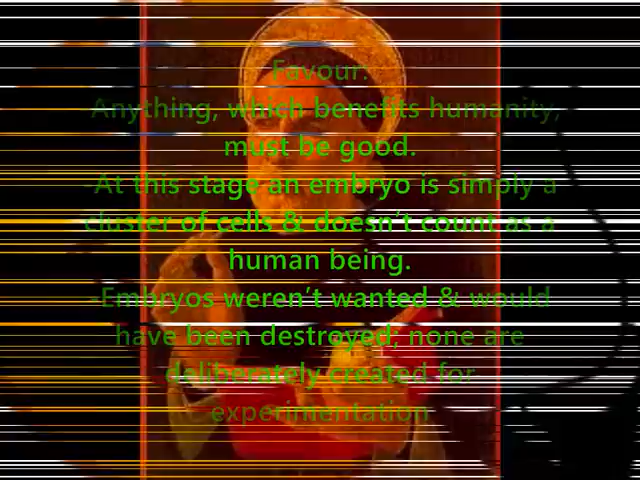 Favour:
Anything, which benefits humanity,
must be good.
-At this stage an embryo is simply a
cluster of cells & doesn't count as a
human being.
-Embryos weren't wanted & would
have been destroyed; none are
deliberately created for
experimentation